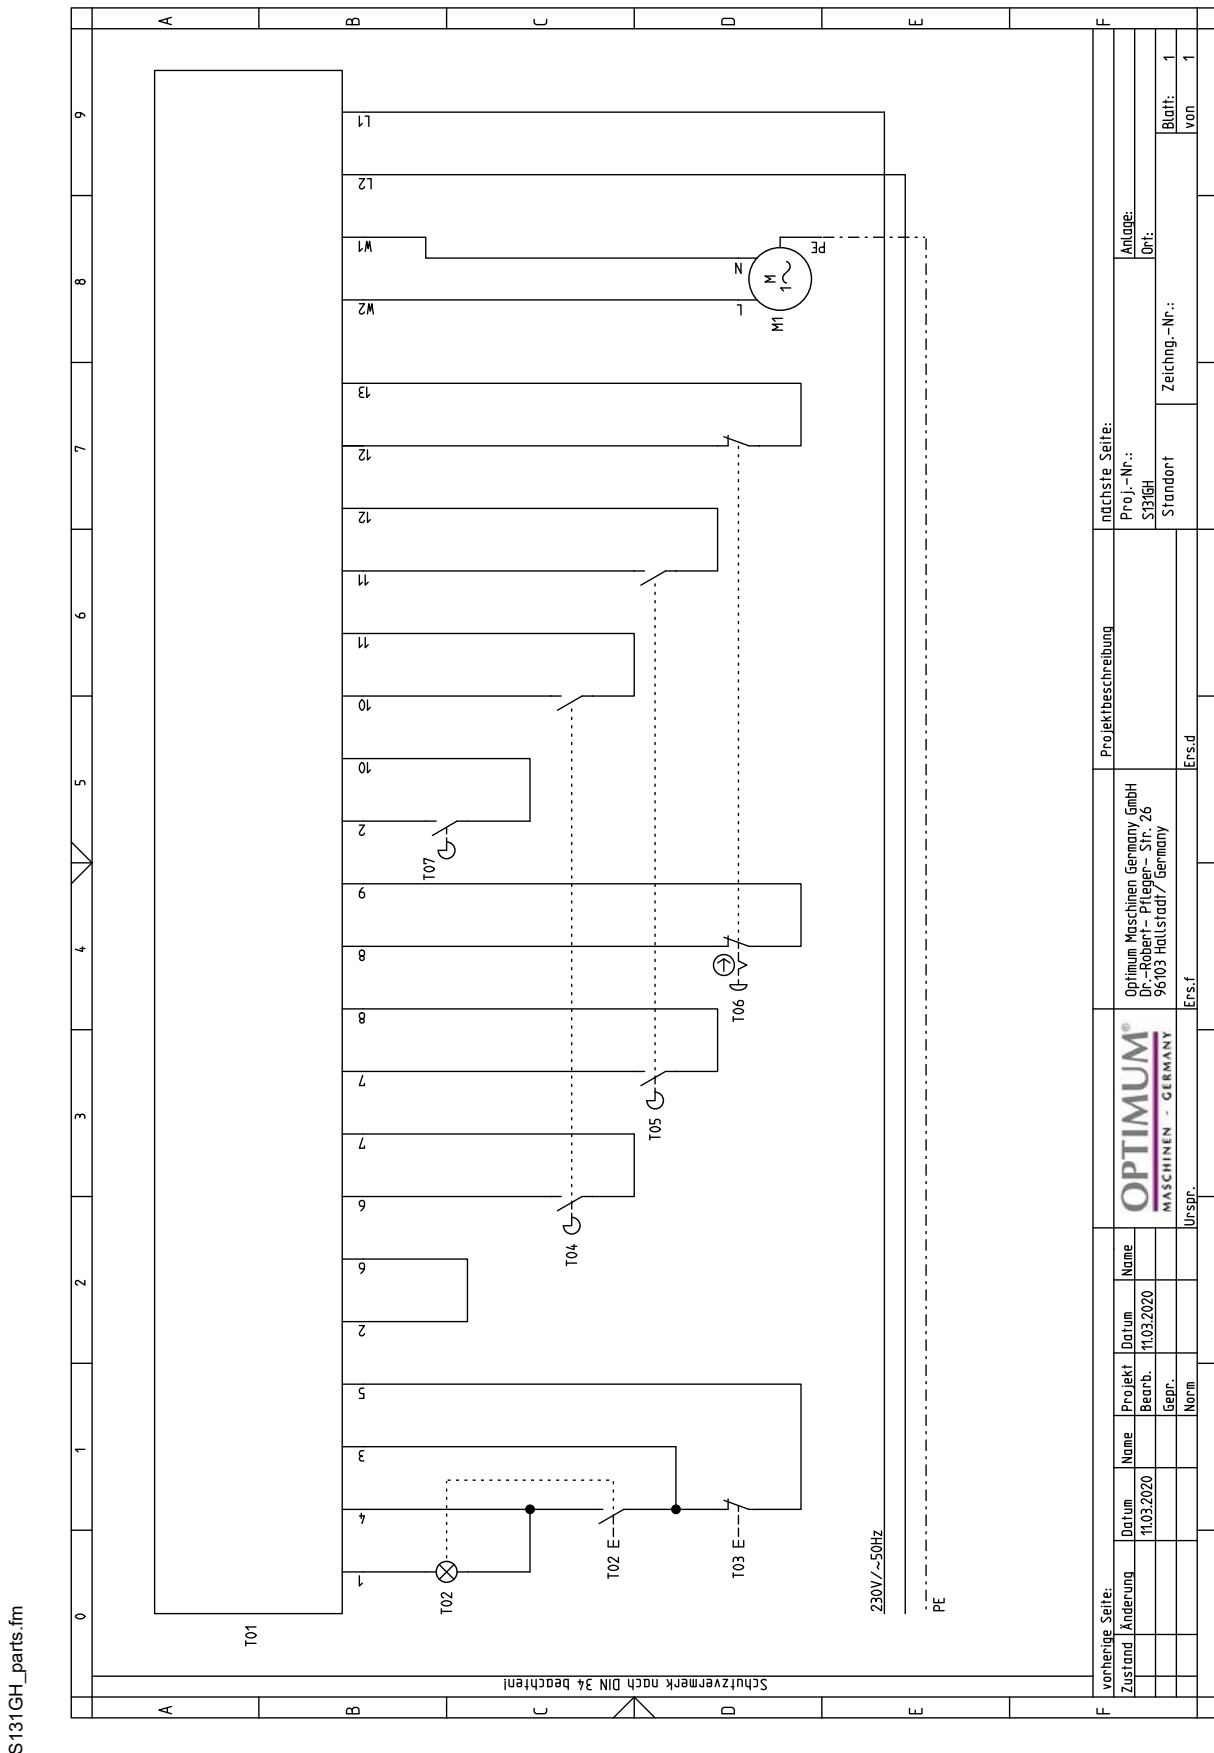 S131GH_parts.fm
0 1 2 3 4 5 6 7 8 9
A
B
C
D
E
F
A
B
C
D
E
F
Schutzvermerk nach DIN 34 beachten!
T01
1 4 3 5 2 6 6 7 7 8 8 9 2 10 10 11 11 12 12 13 W2 W1 L2 L1
T02
T02
T03
T04
T05
T06
T07
M1
M
1
L
N
PE
230V/~50Hz
PE
vorherige Seite:
Zustand Änderung Datum Name
11.03.2020
Projekt Datum Name
Bearb. 11.03.2020
Gepr.
Norm
OPTIMUM®
MASCHINEN - GERMANY
Urspr. Ers.f Ers.d
Optimum Maschinen Germany GmbH
Dr.-Robert- Pfleger- Str. 26
96103 Hallstadt/ Germany
Projektbeschreibung
nächste Seite:
Proj.-Nr.:
S131GH
Standort
Zeichng.-Nr.:
Anlage:
Ort:
Blatt: 1
von 1